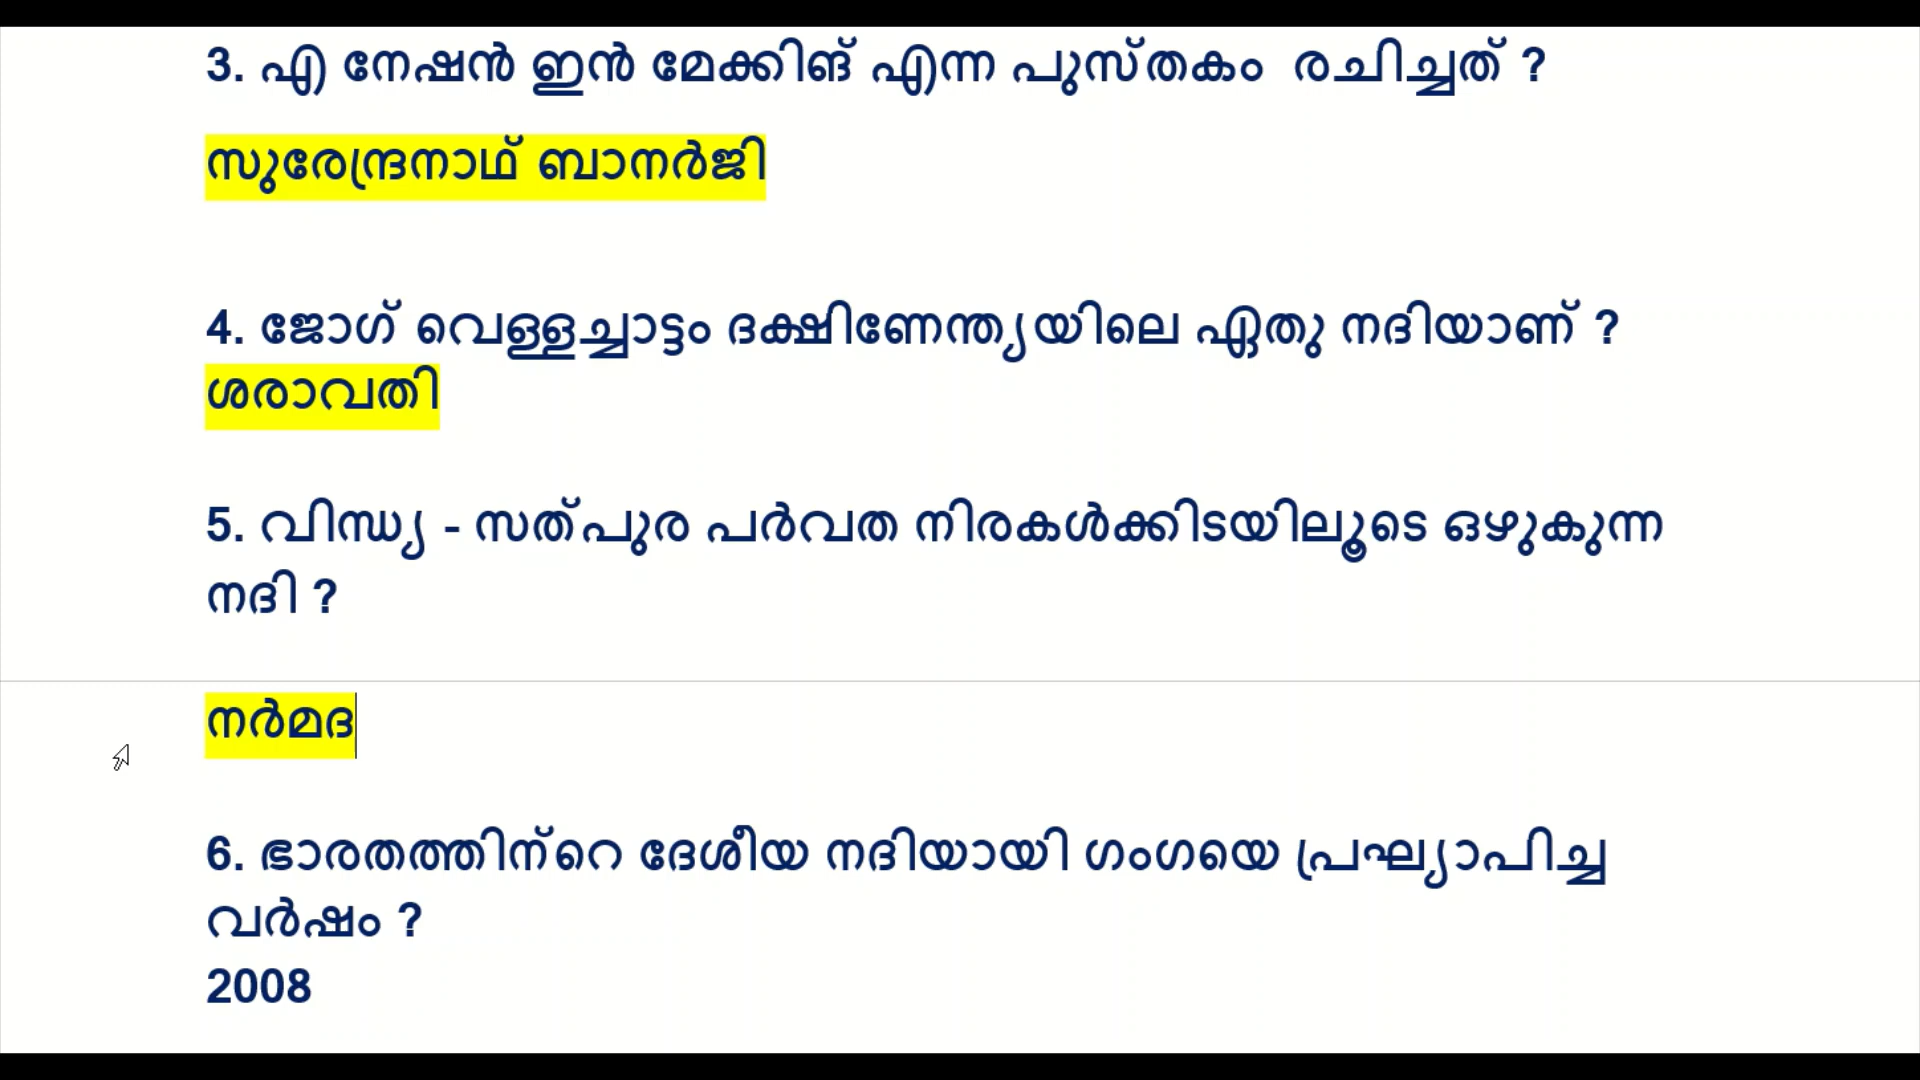 3. എ നേഷൻ ഇൻ മേക്കിങ് എന്ന പുസ്തകം രചിച്ചത് ?
സുരേന്ദ്രനാഥ് ബാനർജി
4. ജോഗ് വെള്ളച്ചാട്ടം ദക്ഷിണേന്ത്യയിലെ ഏതു നദിയാണ് ?
ശരാവതി
5. വിന്ധ്യ - സത്പുര പർവത നിരകൾക്കിടയിലൂടെ ഒഴുകുന്ന
നദി ?
നർമദ
6. ഭാരതത്തിന്റെ ദേശീയ നദിയായി ഗംഗയെ പ്രഘ്യാപിച്ച
വർഷം ?
2008